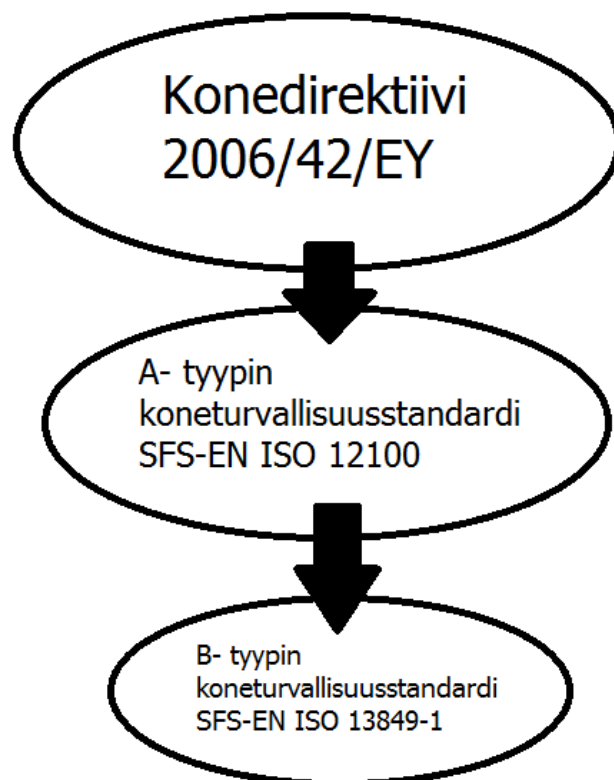 Konedirektiivi
2006/42/EY
A- tyypin
koneturvallisuusstandardi
SFS-EN ISO 12100
B- tyypin
koneturvallisuusstandardi
SFS-EN ISO 13849-1